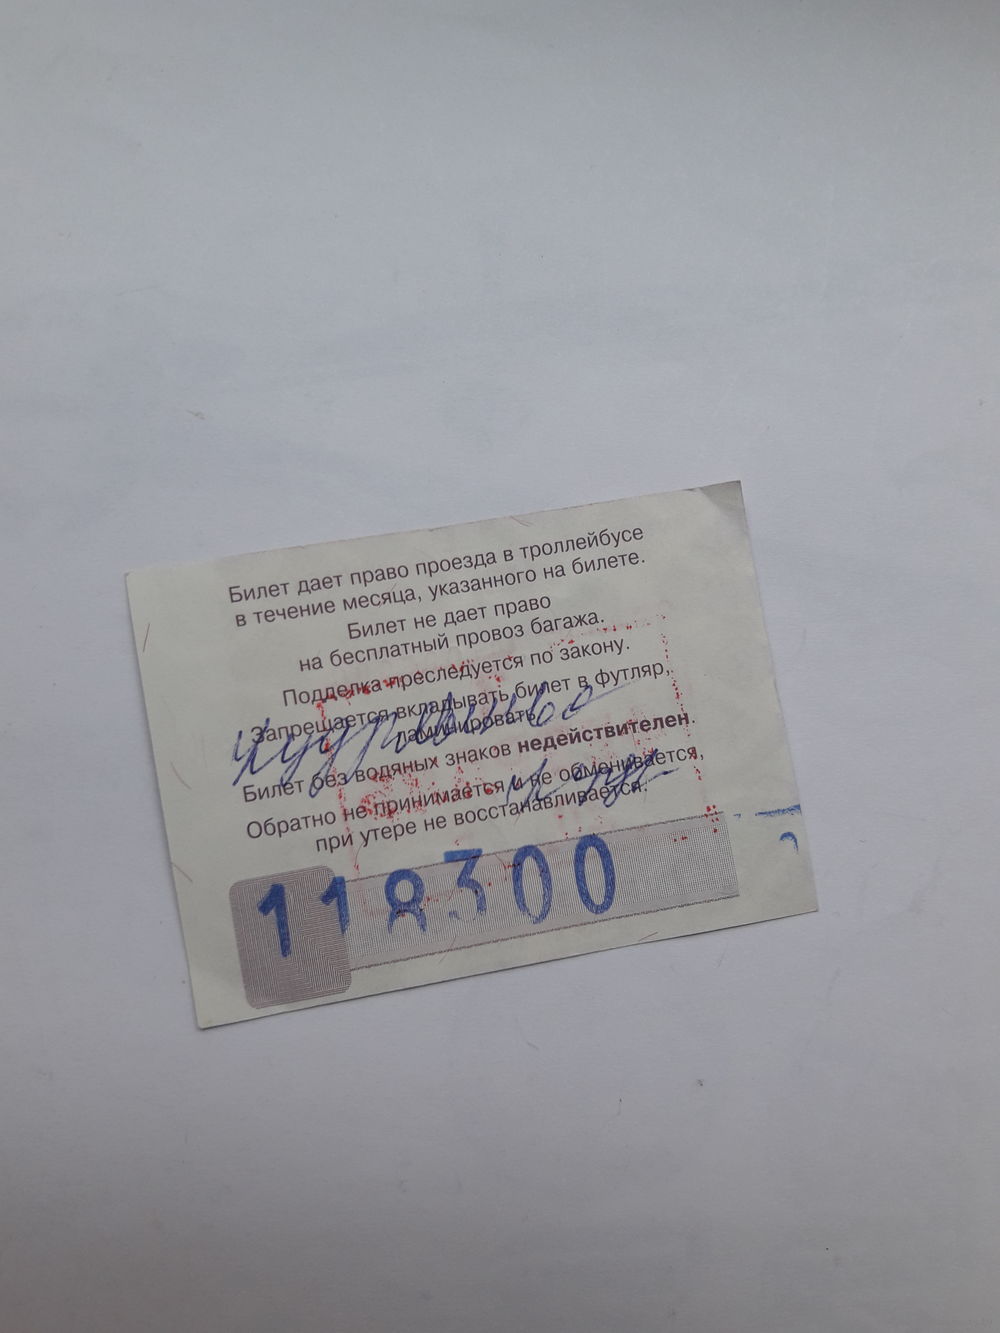 Билет дает право проезда в троллейбусе
в течение месяца, указанного на билете.
Билет не дает право
на бесплатный провоз багажа.
Подделка преследуется по закону.
Запрещается вкладывать билет в футляр,
ламинировать.
Билет без водяных знаков недействителен.
Обратно не принимается и не обменивается,
при утере не восстанавливается.
118300